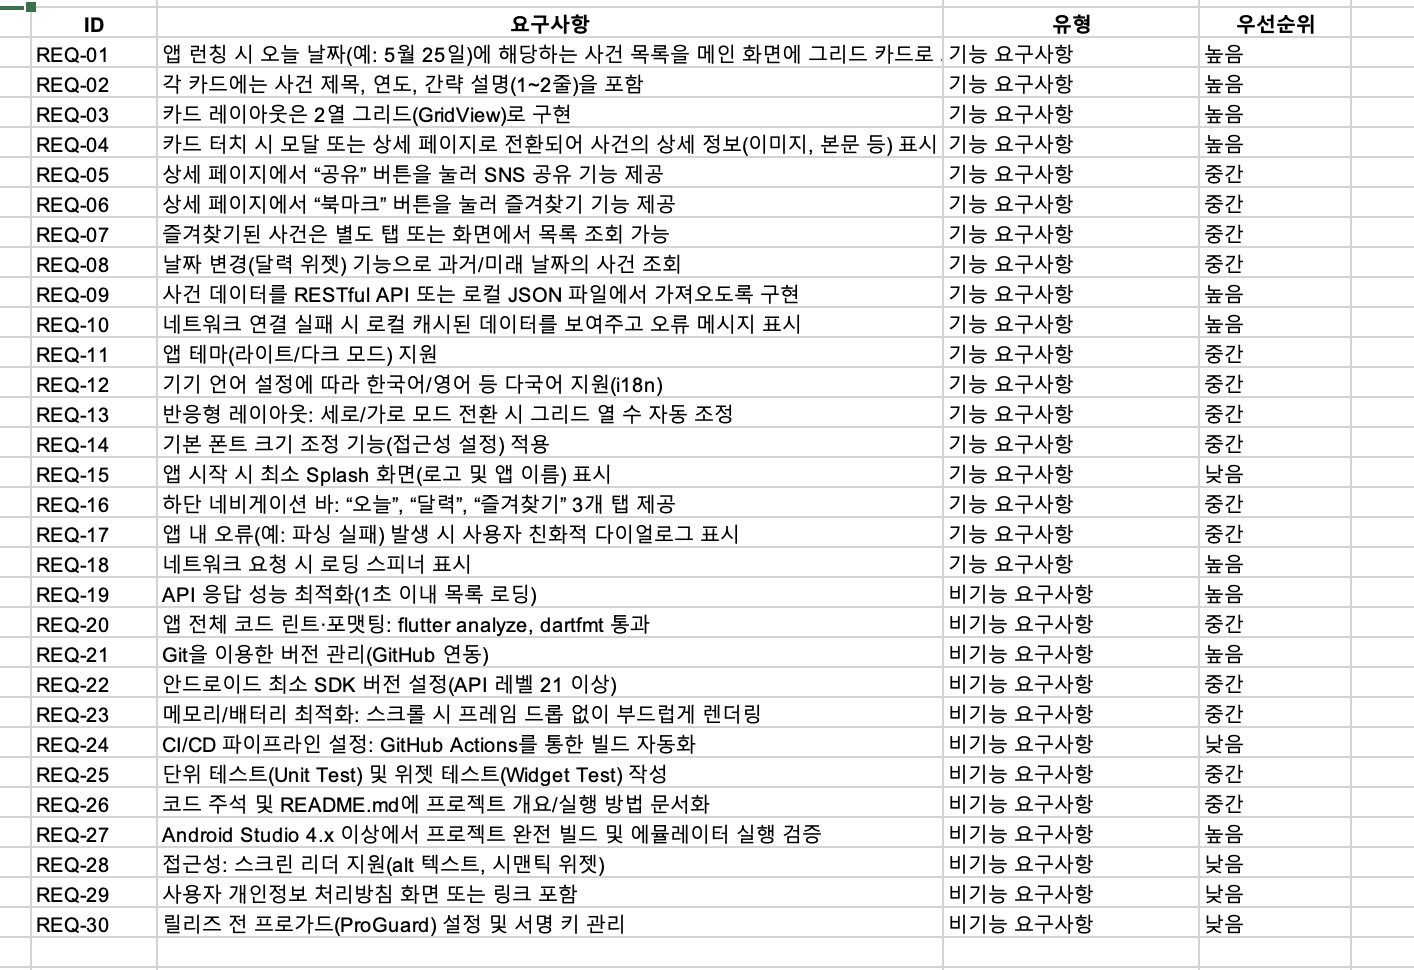 ID 요구사항 유형 우선순위
REQ-01 앱 런칭 시 오늘 날짜(예: 5월 25일)에 해당하는 사건 목록을 메인 화면에 그리드 카드로 기능 요구사항 높음
REQ-02 각 카드에는 사건 제목, 연도, 간략 설명(1~2줄)을 포함 기능 요구사항 높음
REQ-03 카드 레이아웃은 2열 그리드(GridView)로 구현 기능 요구사항 높음
REQ-04 카드 터치 시 모달 또는 상세 페이지로 전환되어 사건의 상세 정보(이미지, 본문 등) 표시 기능 요구사항 높음
REQ-05 상세 페이지에서 “공유” 버튼을 눌러 SNS 공유 기능 제공 기능 요구사항 중간
REQ-06 상세 페이지에서 “북마크” 버튼을 눌러 즐겨찾기 기능 제공 기능 요구사항 중간
REQ-07 즐겨찾기된 사건은 별도 탭 또는 화면에서 목록 조회 가능 기능 요구사항 중간
REQ-08 날짜 변경(달력 위젯) 기능으로 과거/미래 날짜의 사건 조회 기능 요구사항 중간
REQ-09 사건 데이터를 RESTful API 또는 로컬 JSON 파일에서 가져오도록 구현 기능 요구사항 높음
REQ-10 네트워크 연결 실패 시 로컬 캐시된 데이터를 보여주고 오류 메시지 표시 기능 요구사항 높음
REQ-11 앱 테마(라이트/다크 모드) 지원 기능 요구사항 중간
REQ-12 기기 언어 설정에 따라 한국어/영어 등 다국어 지원(i18n) 기능 요구사항 중간
REQ-13 반응형 레이아웃: 세로/가로 모드 전환 시 그리드 열 수 자동 조정 기능 요구사항 중간
REQ-14 기본 폰트 크기 조정 기능(접근성 설정) 적용 기능 요구사항 중간
REQ-15 앱 시작 시 최소 Splash 화면(로고 및 앱 이름) 표시 기능 요구사항 낮음
REQ-16 하단 네비게이션 바: “오늘”, “달력”, “즐겨찾기” 3개 탭 제공 기능 요구사항 중간
REQ-17 앱 내 오류(예: 파싱 실패) 발생 시 사용자 친화적 다이얼로그 표시 기능 요구사항 중간
REQ-18 네트워크 요청 시 로딩 스피너 표시 기능 요구사항 높음
REQ-19 API 응답 성능 최적화(1초 이내 목록 로딩) 비기능 요구사항 높음
REQ-20 앱 전체 코드 린트·포맷팅: flutter analyze, dartfmt 통과 비기능 요구사항 중간
REQ-21 Git을 이용한 버전 관리(GitHub 연동) 비기능 요구사항 높음
REQ-22 안드로이드 최소 SDK 버전 설정(API 레벨 21 이상) 비기능 요구사항 중간
REQ-23 메모리/배터리 최적화: 스크롤 시 프레임 드롭 없이 부드럽게 렌더링 비기능 요구사항 중간
REQ-24 CI/CD 파이프라인 설정: GitHub Actions를 통한 빌드 자동화 비기능 요구사항 낮음
REQ-25 단위 테스트(Unit Test) 및 위젯 테스트(Widget Test) 작성 비기능 요구사항 중간
REQ-26 코드 주석 및 README.md에 프로젝트 개요/실행 방법 문서화 비기능 요구사항 중간
REQ-27 Android Studio 4.x 이상에서 프로젝트 완전 빌드 및 에뮬레이터 실행 검증 비기능 요구사항 높음
REQ-28 접근성: 스크린 리더 지원(alt 텍스트, 시맨틱 위젯) 비기능 요구사항 낮음
REQ-29 사용자 개인정보 처리방침 화면 또는 링크 포함 비기능 요구사항 낮음
REQ-30 릴리즈 전 프로가드(ProGuard) 설정 및 서명 키 관리 비기능 요구사항 낮음